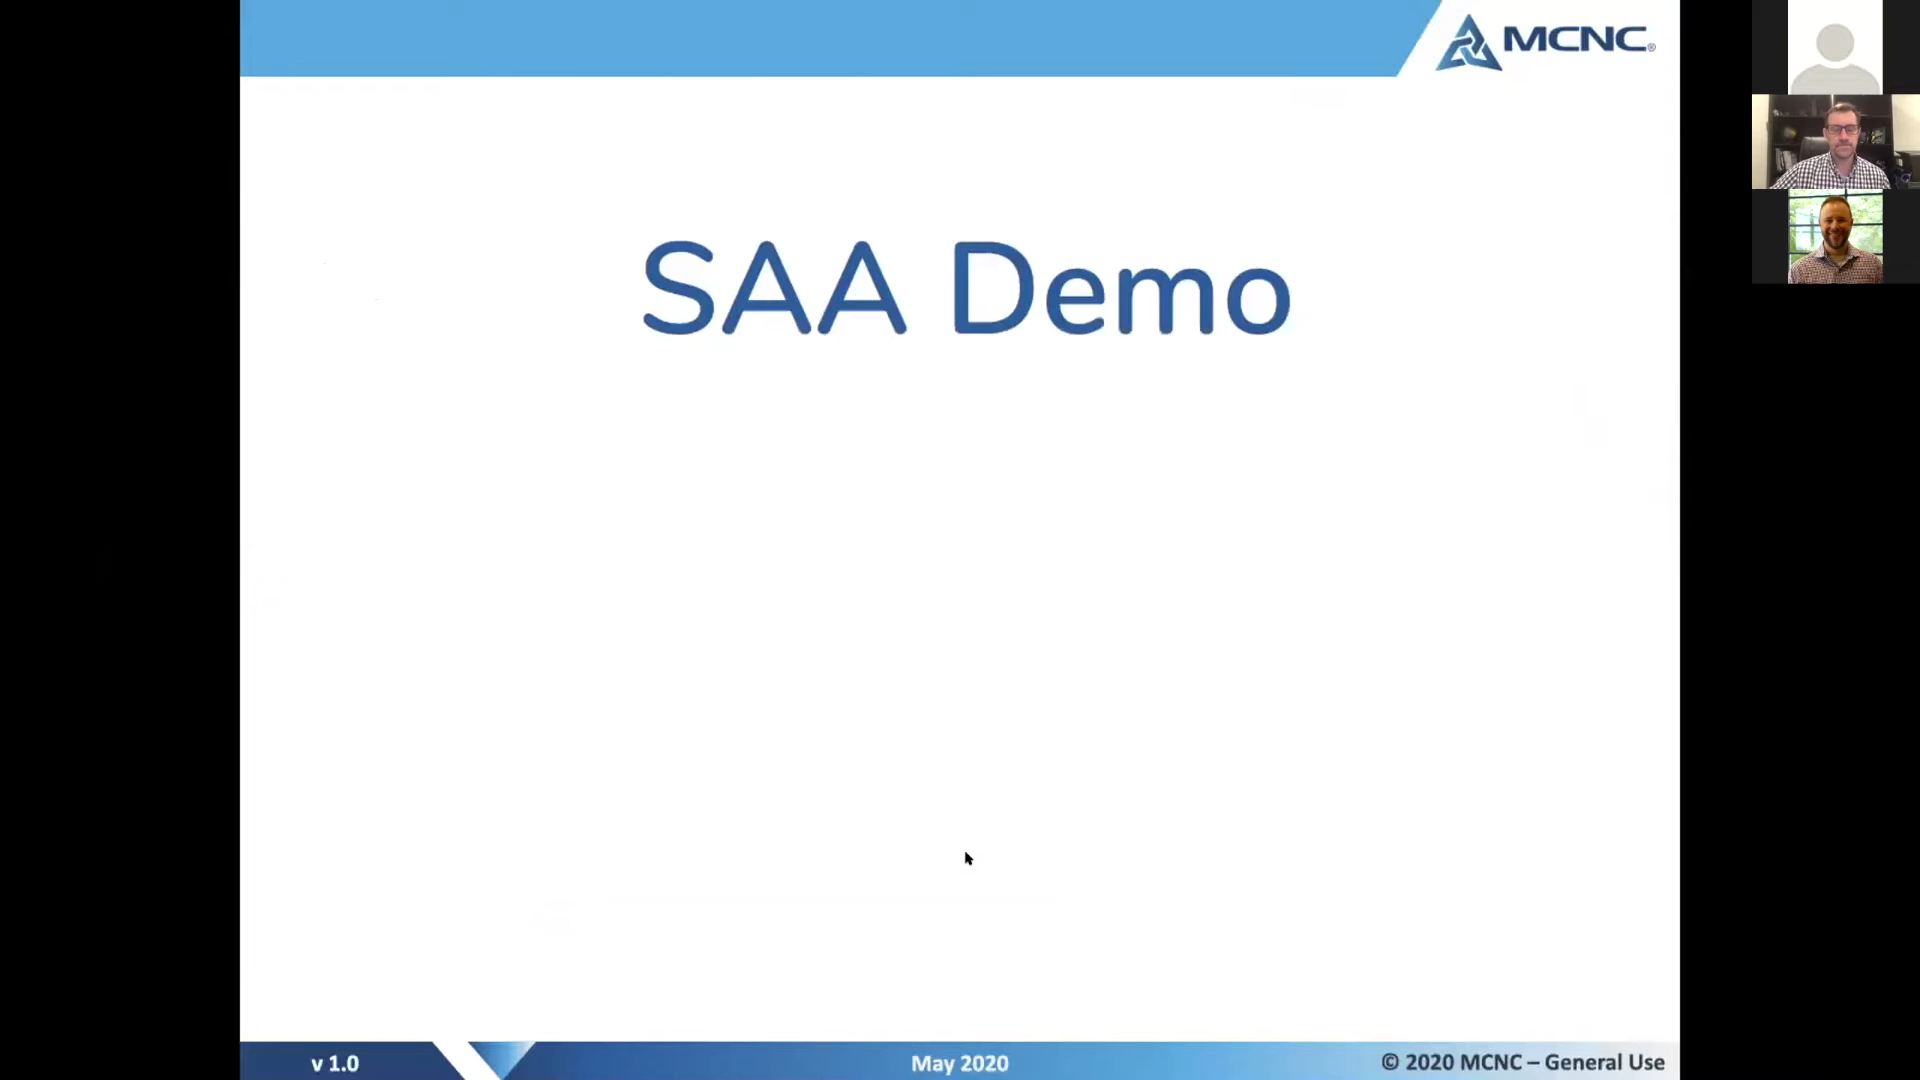 MCNC®
SAA Demo
v 1.0
May 2020
© 2020 MCNC – General Use